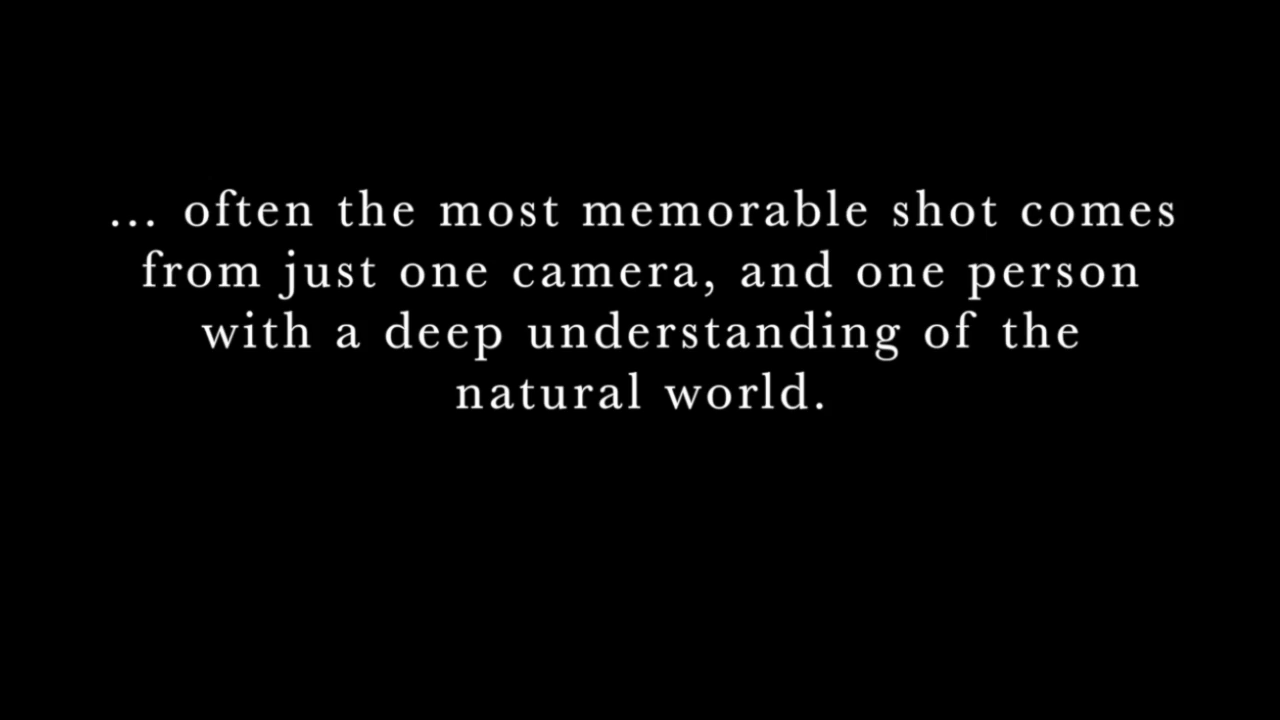 ... often the most memorable shot comes
from just one camera, and one person
with a deep understanding of the
natural world.